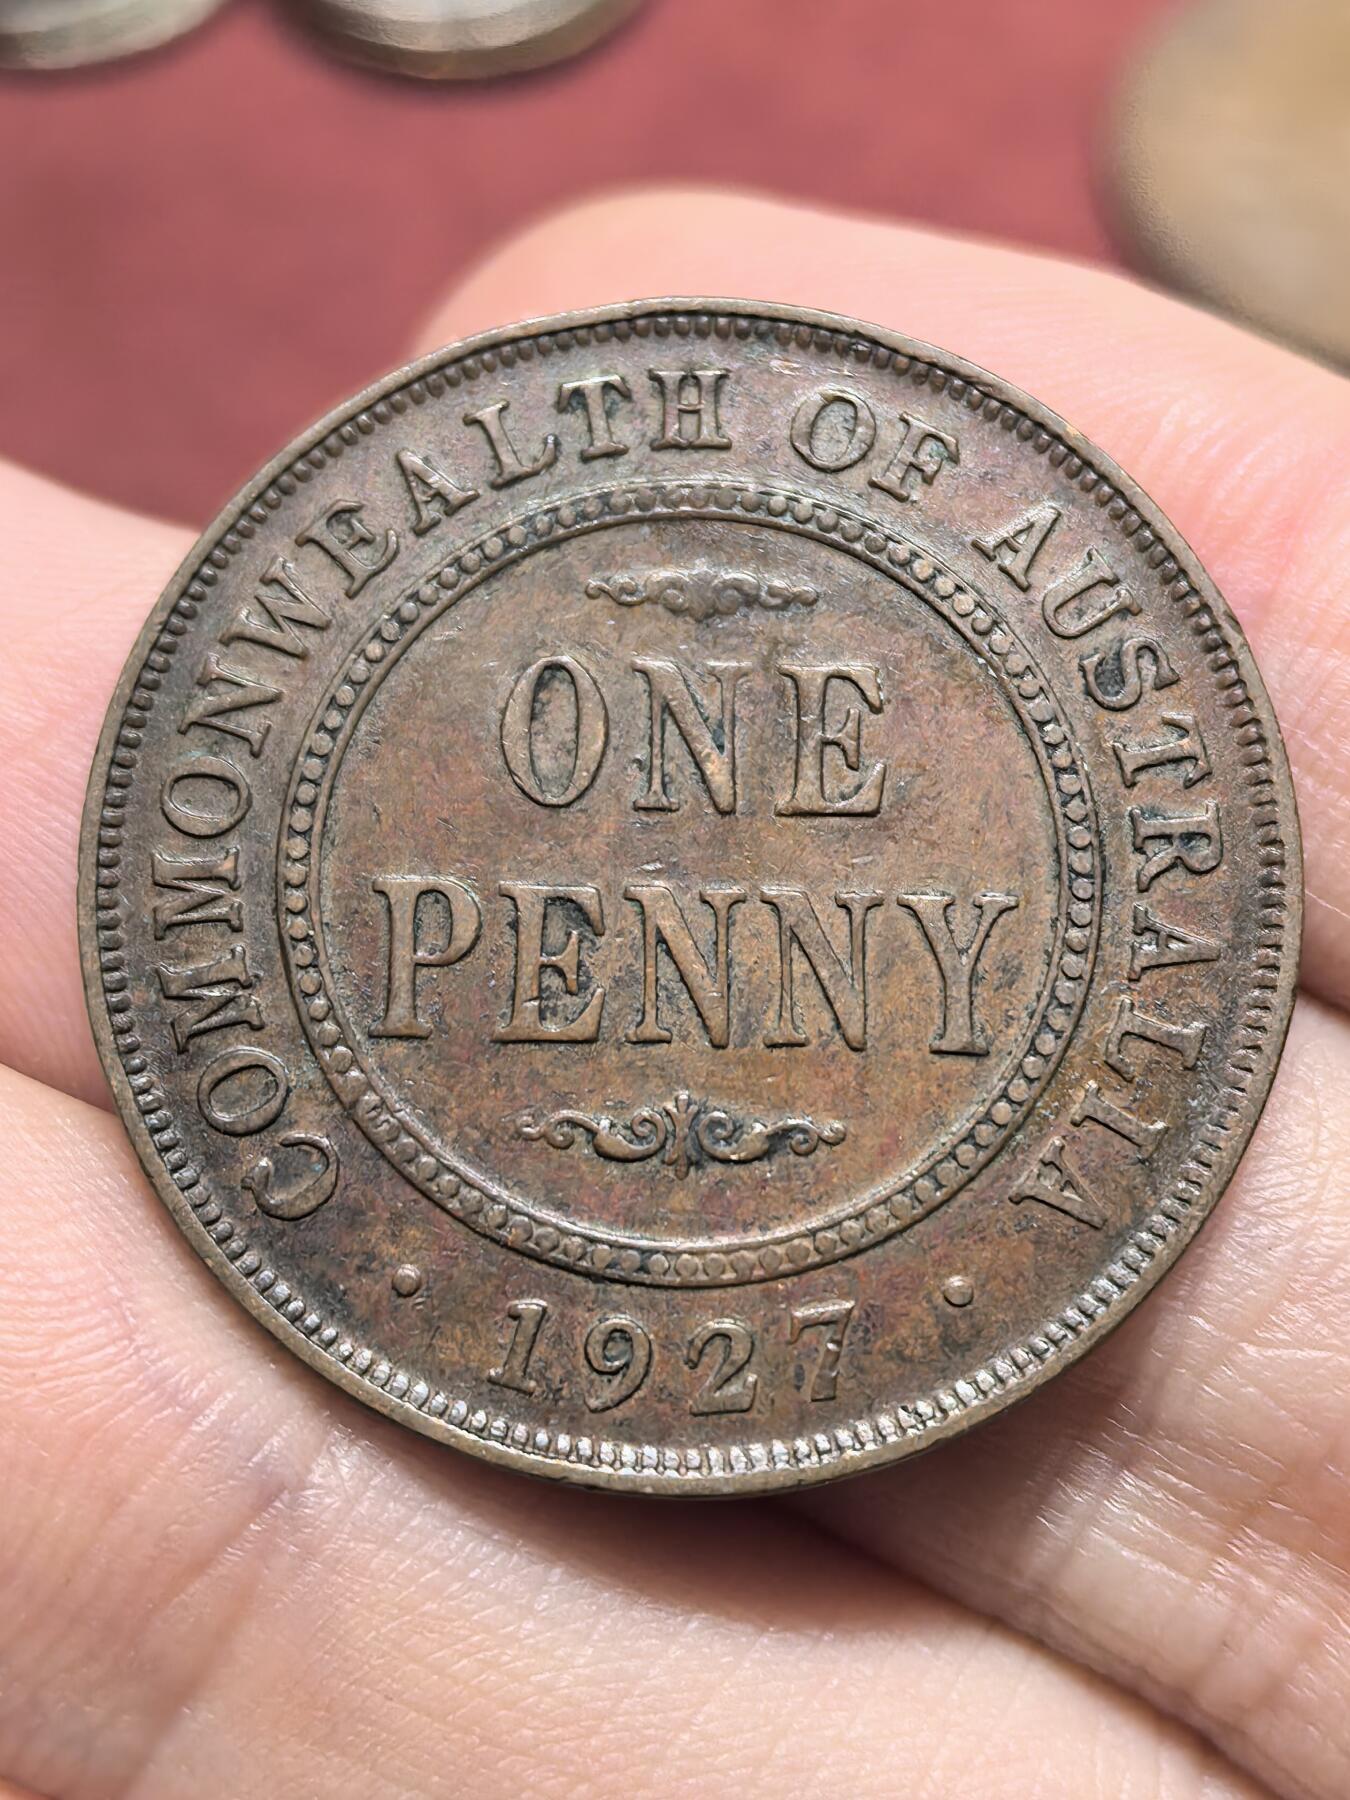 COMMONWEALTH OF AUSTRALIA
ONE
PENNY
· 1927 ·